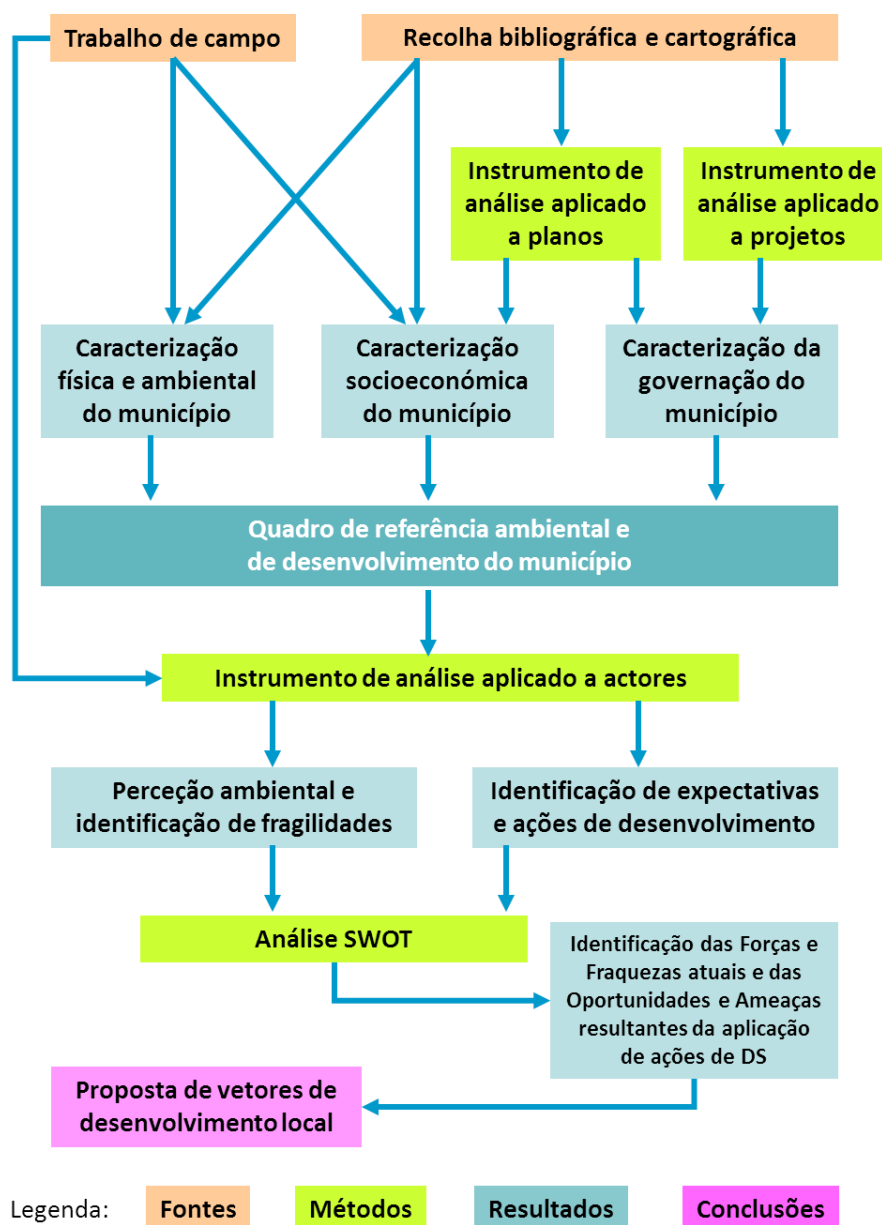 Trabalho de campo
Recolha bibliográfica e cartográfica
Instrumento de
análise aplicado
a planos
Instrumento de
análise aplicado
a projetos
Caracterização
física e ambiental
do município
Caracterização
socioeconómica
do município
Caracterização da
governação do
município
Quadro de referência ambiental e
de desenvolvimento do município
Instrumento de análise aplicado a actores
Perceção ambiental e
identificação de fragilidades
Identificação de expectativas
e ações de desenvolvimento
Análise SWOT
Identificação das Forças e
Fraquezas atuais e das
Oportunidades e Ameaças
resultantes da aplicação
de ações de DS
Proposta de vetores de
desenvolvimento local
Legenda: Fontes Métodos Resultados Conclusões